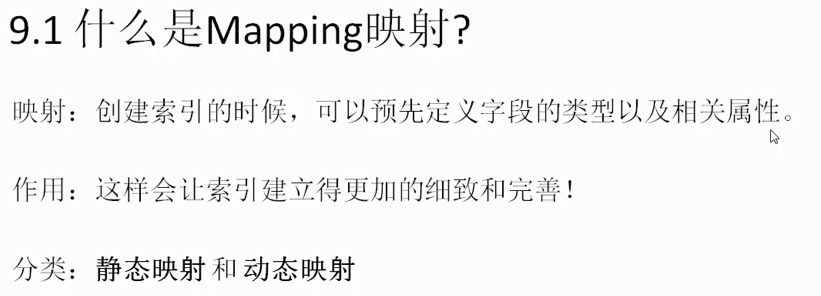 9.1 什么是Mapping映射?
映射：创建索引的时候，可以预先定义字段的类型以及相关属性。
作用：这样会让索引建立得更加的细致和完善！
分类：静态映射和动态映射